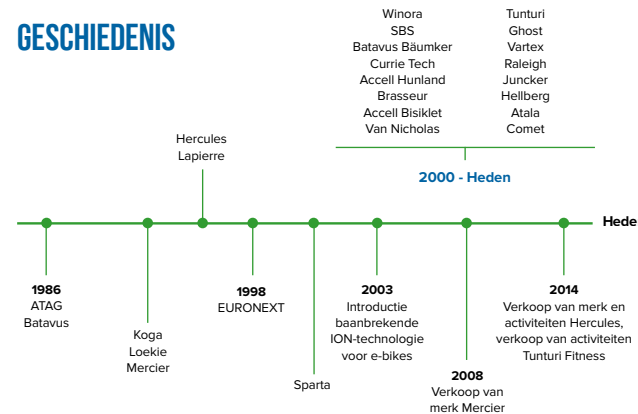 GESCHIEDENIS
Winora
SBS
Batavus Bäumker
Currie Tech
Accell Hunland
Brasseur
Accell Bisiklet
Van Nicholas
Tunturi
Ghost
Vartex
Raleigh
Juncker
Hellberg
Atala
Comet
2000 - Heden
Hercules
Lapierre
Hede
1986
ATAG
Batavus
Koga
Loekie
Mercier
1998
EURONEXT
Sparta
2003
Introductie
baanbrekende
ION-technologie
voor e-bikes
2008
Verkoop van
merk Mercier
2014
Verkoop van merk en
activiteiten Hercules,
verkoop van activiteiten
Tunturi Fitness